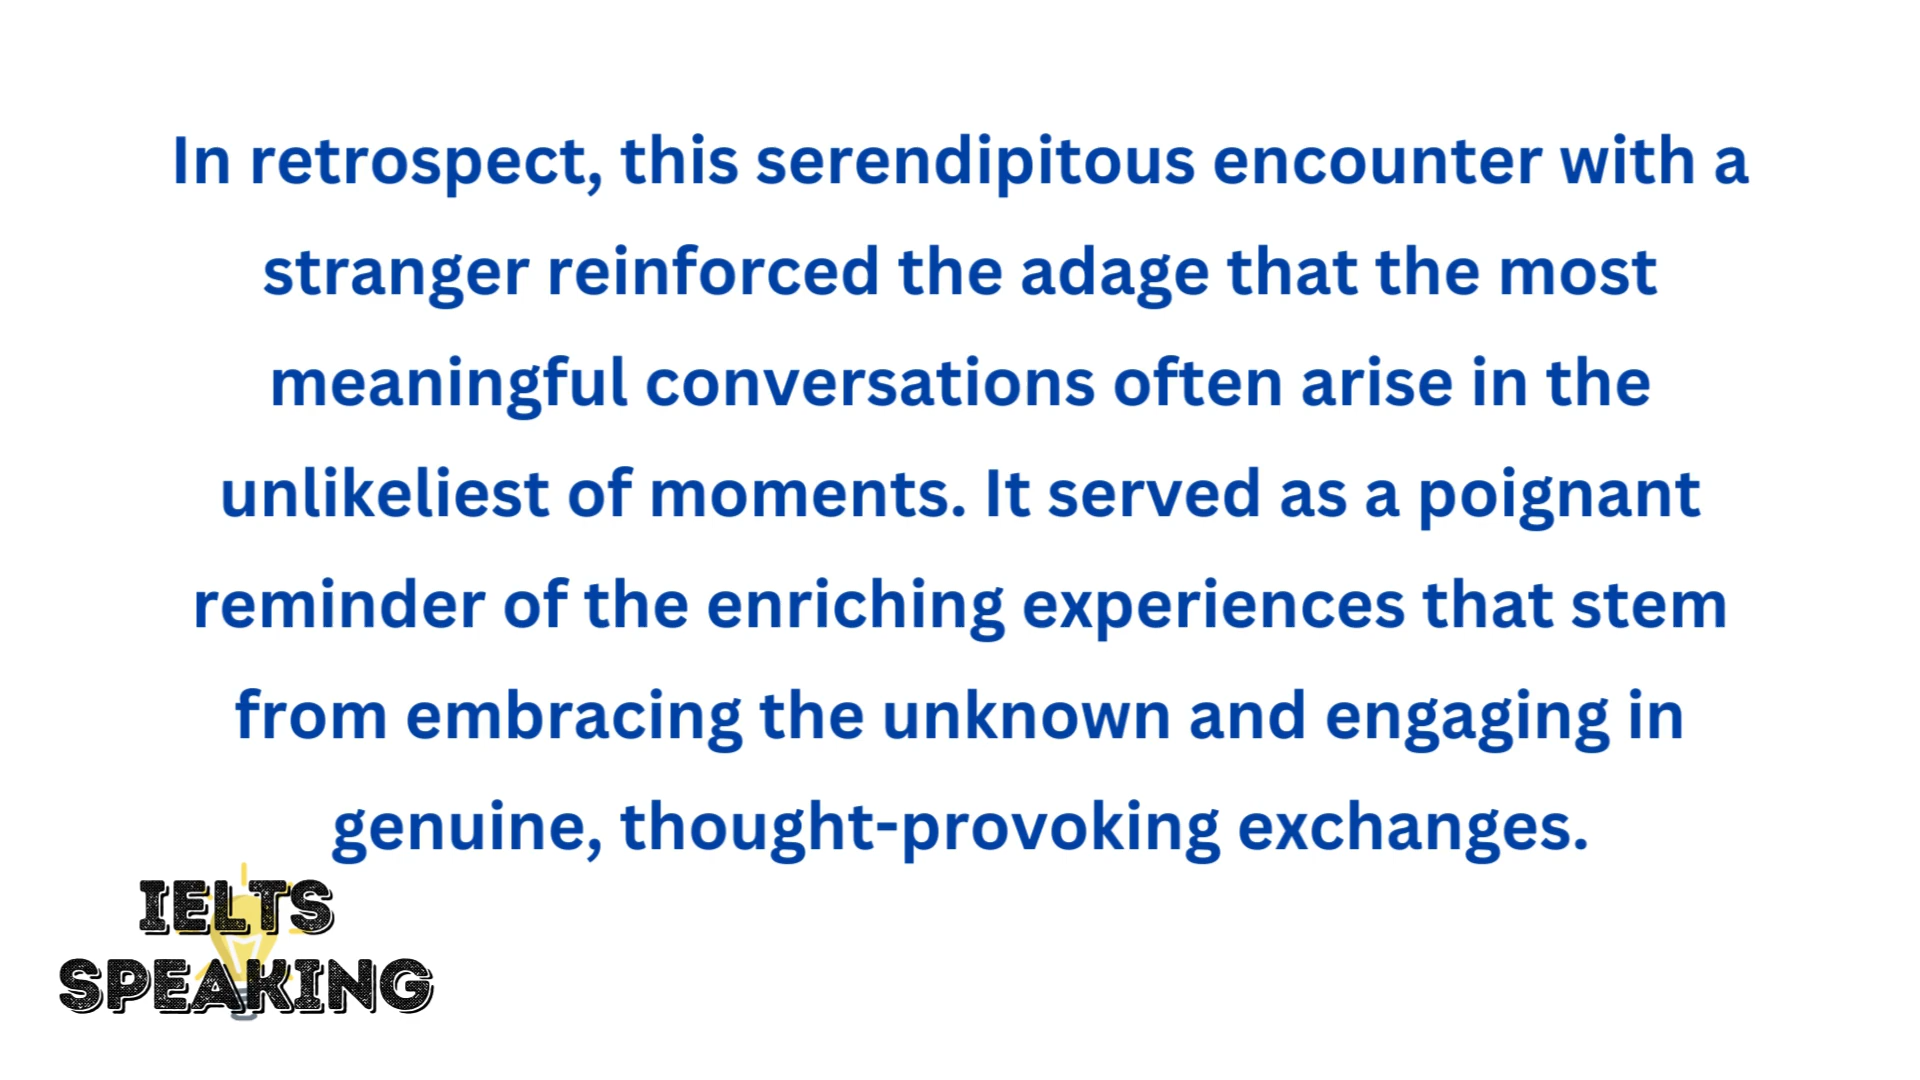 In retrospect, this serendipitous encounter with a
stranger reinforced the adage that the most
meaningful conversations often arise in the
unlikeliest of moments. It served as a poignant
reminder of the enriching experiences that stem
from embracing the unknown and engaging in
genuine, thought-provoking exchanges.
IELTS
SPEAKING